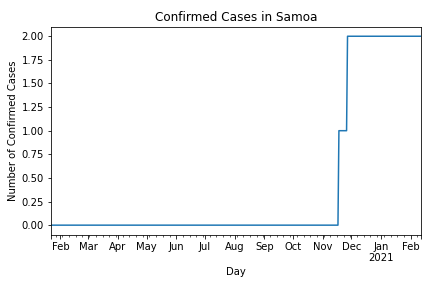 Confirmed Cases in Samoa
Number of Confirmed Cases
2.00
1.75
1.50
1.25
1.00
0.75
0.50
0.25
0.00
Feb Mar Apr May Jun Jul Aug Sep Oct Nov Dec Jan Feb
2021
Day